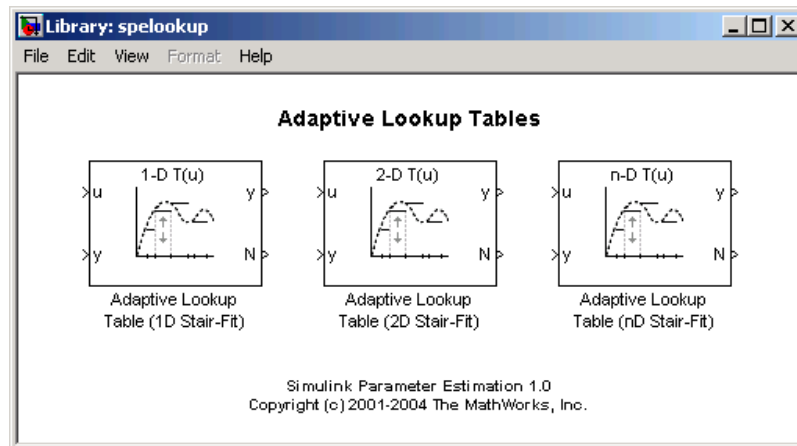 Library: spelookup
File Edit View Format Help
Adaptive Lookup Tables
1-D T(u)
u y
y N
Adaptive Lookup
Table (1D Stair-Fit)
2-D T(u)
u y
y N
Adaptive Lookup
Table (2D Stair-Fit)
n-D T(u)
u y
y N
Adaptive Lookup
Table (nD Stair-Fit)
Simulink Parameter Estimation 1.0
Copyright (c) 2001-2004 The MathWorks, Inc.